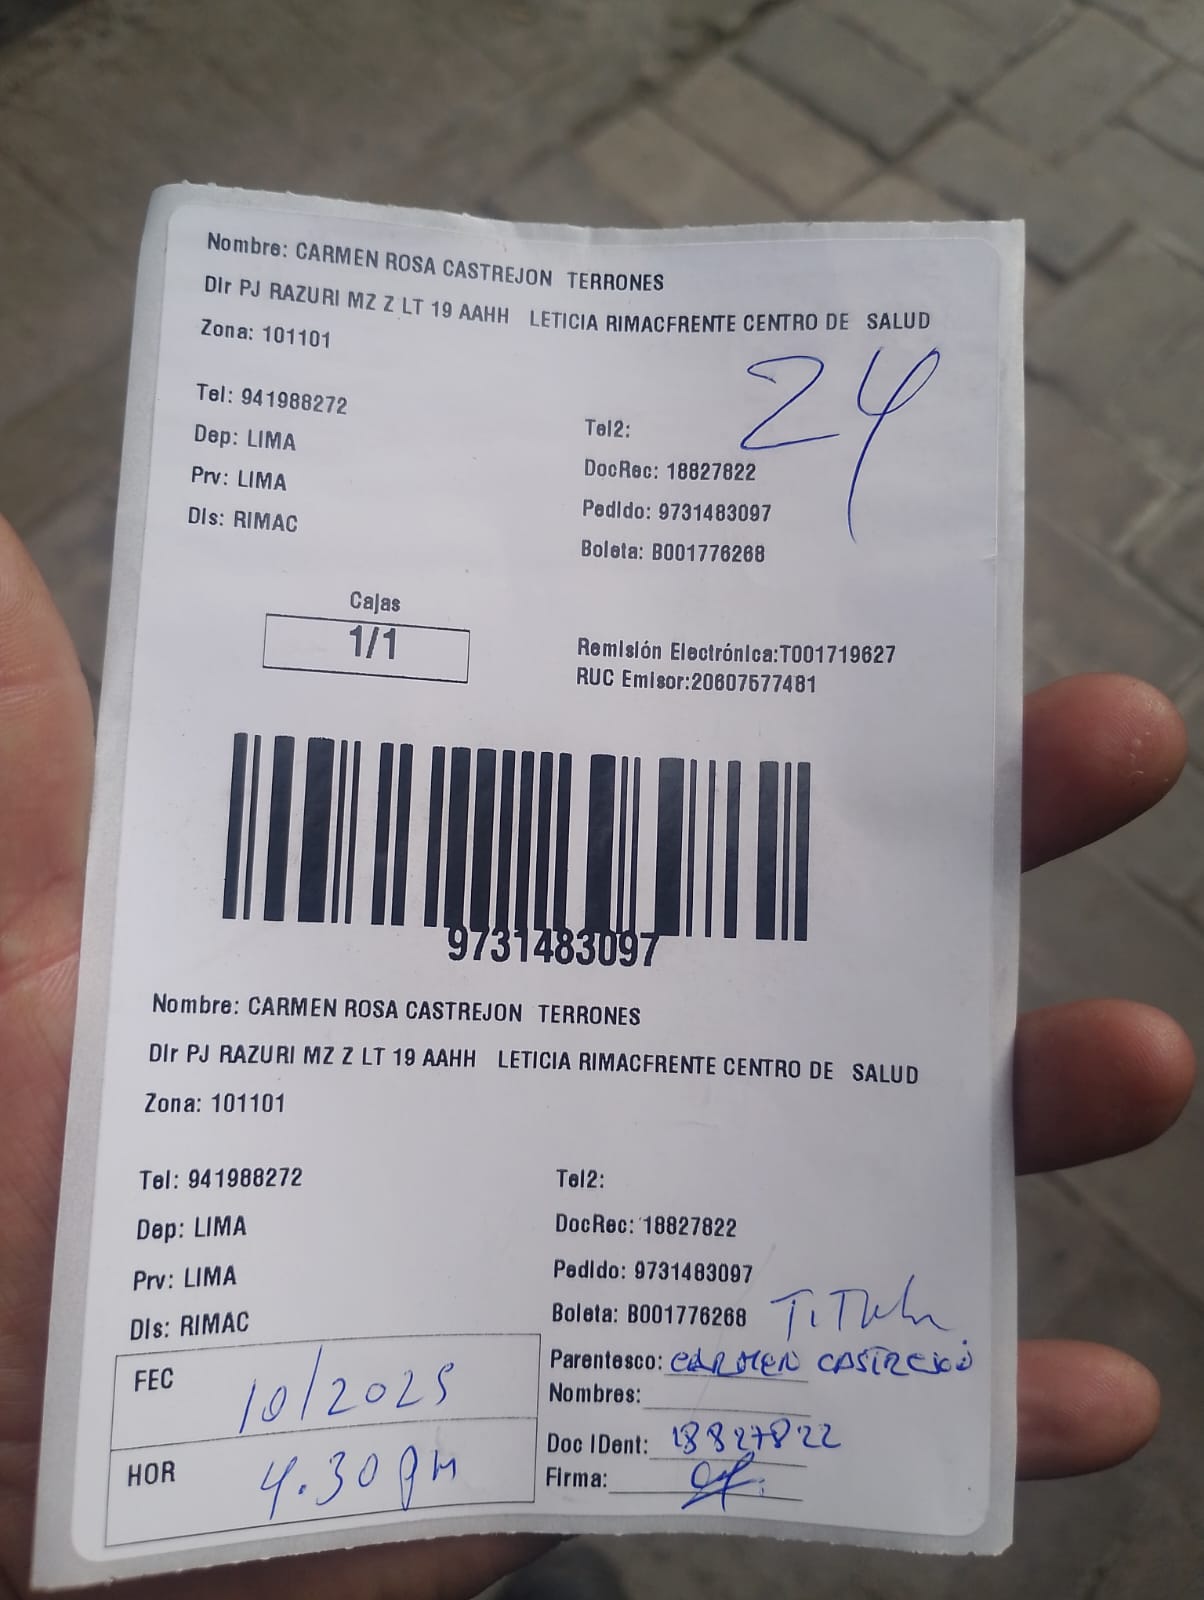 Nombre: CARMEN ROSA CASTREJON TERRONES
Dir PJ RAZURI MZ Z LT 19 AAHH LETICIA RIMACFRENTE CENTRO DE SALUD
Zona: 101101
24
Tel: 941988272
Tel2:
Dep: LIMA
DocRec: 18827822
Prv: LIMA
Pedido: 9731483097
Dis: RIMAC
Boleta: B001776268
Cajas
1/1
Remisión Electrónica:T001719627
RUC Emisor:20607577481
9731483097
Nombre: CARMEN ROSA CASTREJON TERRONES
Dir PJ RAZURI MZ Z LT 19 AAHH LETICIA RIMACFRENTE CENTRO DE SALUD
Zona: 101101
Tel: 941988272
Tel2:
Dep: LIMA
DocRec: 18827822
Prv: LIMA
Pedido: 9731483097
Dis: RIMAC
Boleta: B001776268
FEC 10/2025
Parentesco: CARMEN CASTREJON
Nombres:
HOR 4.30 pm
Doc IDent: 18827822
Firma: